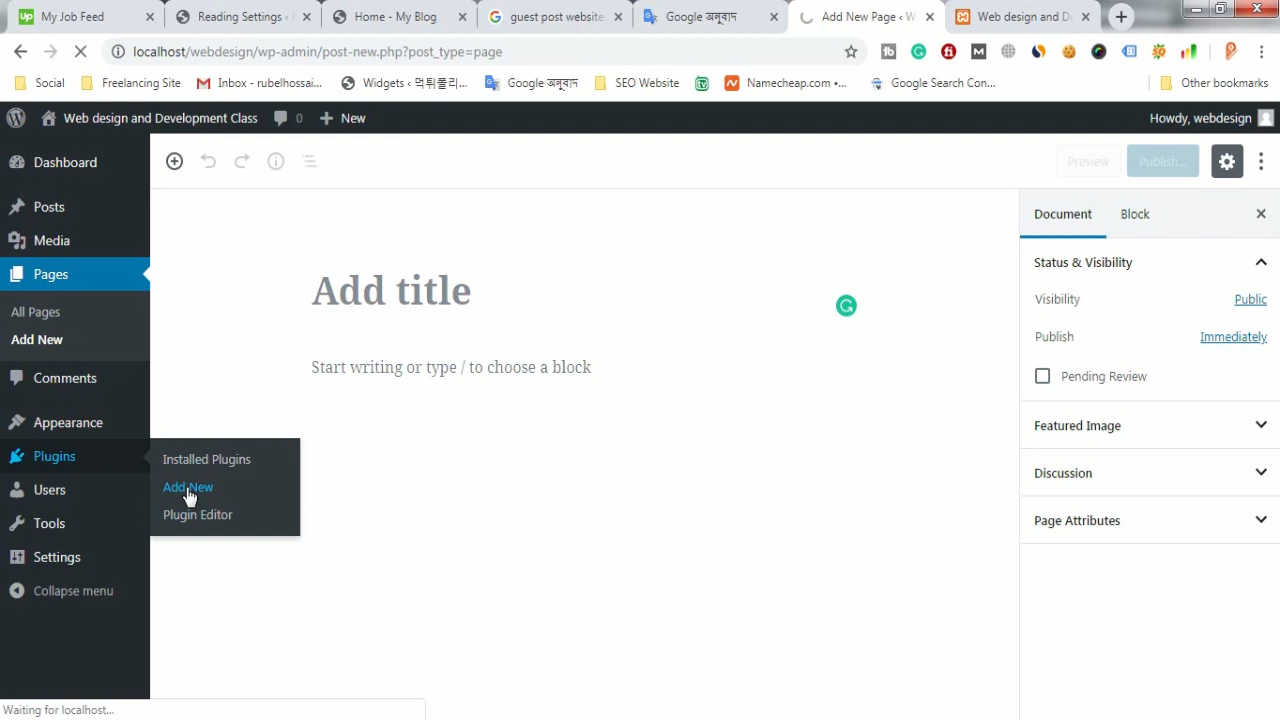 My Job Feed
Reading Settings ‹
Home - My Blog
guest post website
Google অনুবাদ
Add New Page ‹ W
Web design and D
localhost/webdesign/wp-admin/post-new.php?post_type=page
Social
Freelancing Site
Inbox - rubelhossai...
Widgets ‹ 먹튀폴리...
Google অনুবাদ
SEO Website
Namecheap.com •...
Google Search Con...
Other bookmarks
Web design and Development Class
0
New
Howdy, webdesign
Dashboard
Posts
Media
Pages
All Pages
Add New
Comments
Appearance
Plugins
Installed Plugins
Add New
Plugin Editor
Users
Tools
Settings
Collapse menu
Preview
Publish...
Add title
Start writing or type / to choose a block
Document
Block
Status & Visibility
Visibility
Public
Publish
Immediately
Pending Review
Featured Image
Discussion
Page Attributes
Waiting for localhost...